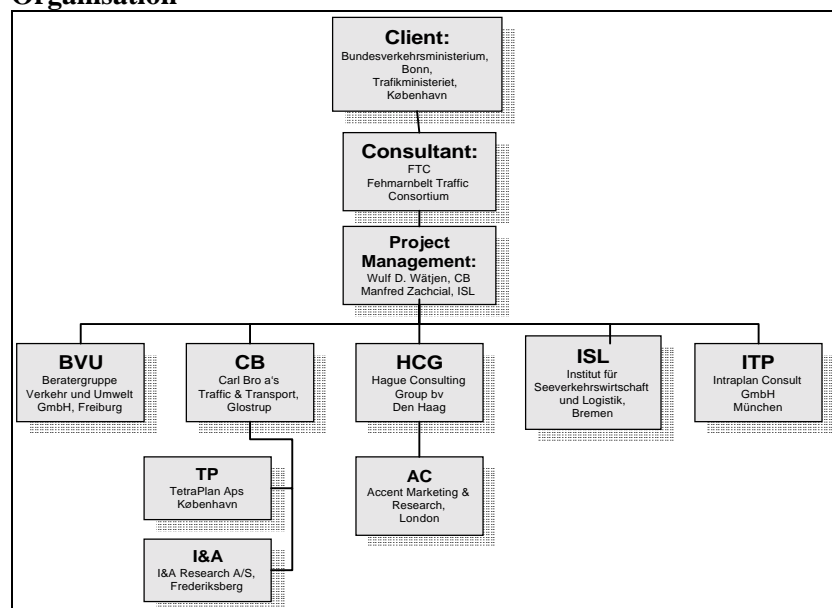 Organisation
Client:
Bundesverkehrsministerium,
Bonn,
Trafikministeriet,
København
Consultant:
FTC
Fehmarnbelt Traffic
Consortium
Project
Management:
Wulf D. Wätjen, CB
Manfred Zachcial, ISL
BVU
Beratergruppe
Verkehr und Umwelt
GmbH, Freiburg
CB
Carl Bro a's
Traffic & Transport,
Glostrup
HCG
Hague Consulting
Group bv
Den Haag
ISL
Institut für
Seeverkehrswirtschaft
und Logistik,
Bremen
ITP
Intraplan Consult
GmbH
München
TP
TetraPlan Aps
København
AC
Accent Marketing &
Research,
London
I&A
I&A Research A/S,
Frederiksberg